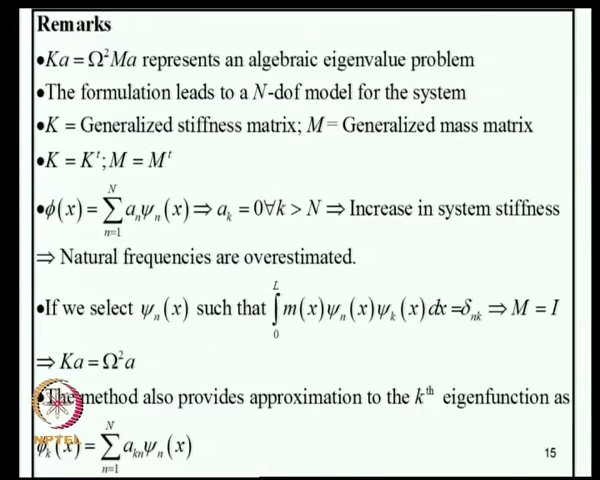 Remarks
•Ka = Ω²Ma represents an algebraic eigenvalue problem
•The formulation leads to a N-dof model for the system
•K = Generalized stiffness matrix; M = Generalized mass matrix
•K = Kᵗ; M = Mᵗ
•ϕ(x) = ∑_{n=1}^{N} aₙψₙ(x) ⇒ aₖ = 0∀k > N ⇒ Increase in system stiffness
⇒ Natural frequencies are overestimated.
•If we select ψₙ(x) such that ∫_{0}^{L} m(x)ψₙ(x)ψₖ(x)dx = δₙₖ ⇒ M = I
⇒ Ka = Ω²a
•The method also provides approximation to the kᵗʰ eigenfunction as
ϕₖ(x) = ∑_{n=1}^{N} aₖₙψₙ(x)
NPTEL
15